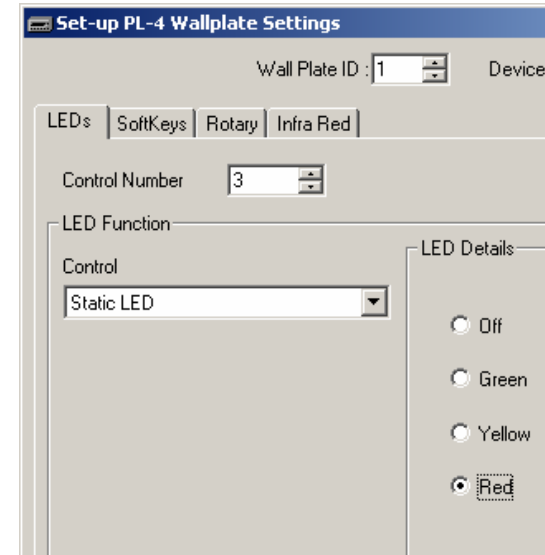 Set-up PL-4 Wallplate Settings
Wall Plate ID : 1 Device
LEDs SoftKeys Rotary Infra Red
Control Number 3
LED Function
LED Details
Control
Static LED
Off
Green
Yellow
Red